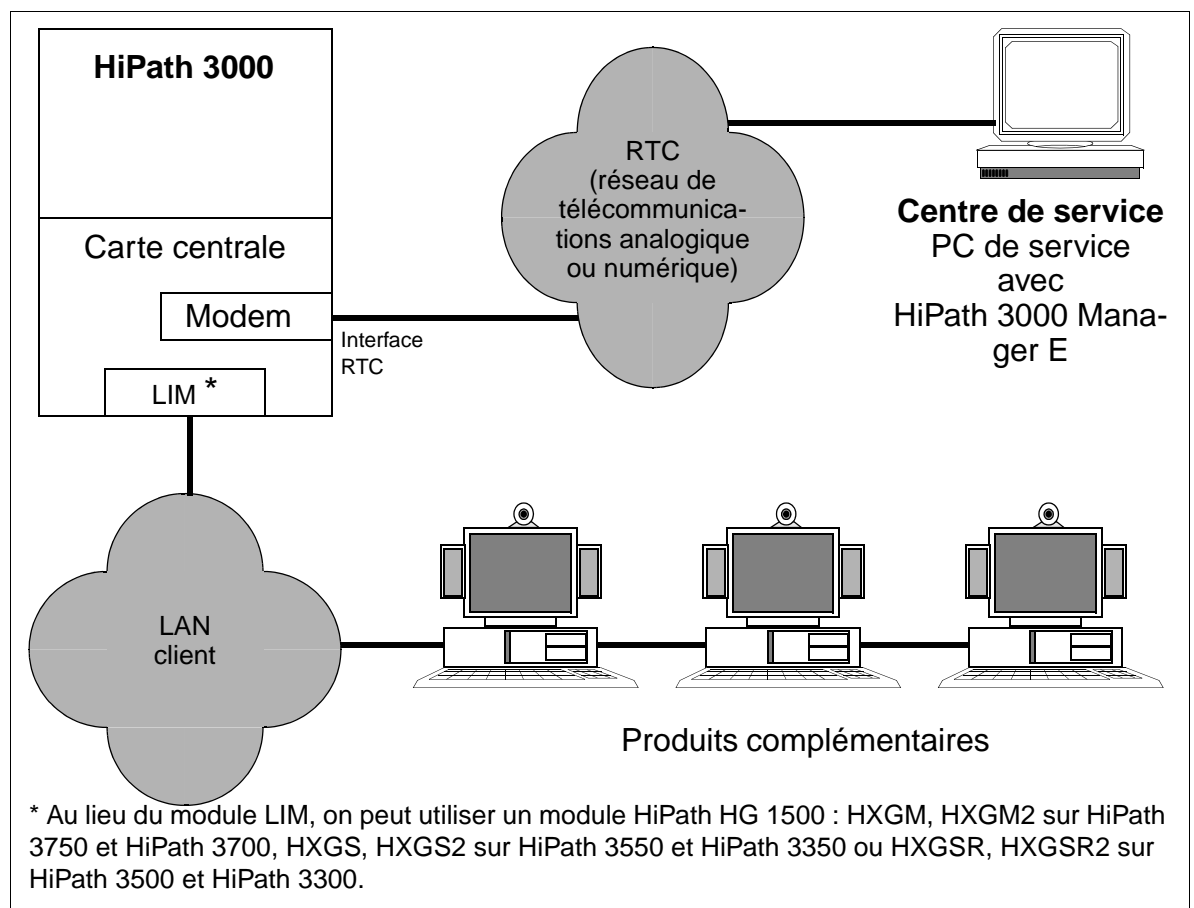 HiPath 3000
Carte centrale
Modem
LIM *
Interface
RTC
RTC
(réseau de
télécommunica-
tions analogique
ou numérique)
Centre de service
PC de service
avec
HiPath 3000 Mana-
ger E
LAN
client
Produits complémentaires
* Au lieu du module LIM, on peut utiliser un module HiPath HG 1500 : HXGM, HXGM2 sur HiPath
3750 et HiPath 3700, HXGS, HXGS2 sur HiPath 3550 et HiPath 3350 ou HXGSR, HXGSR2 sur
HiPath 3500 et HiPath 3300.